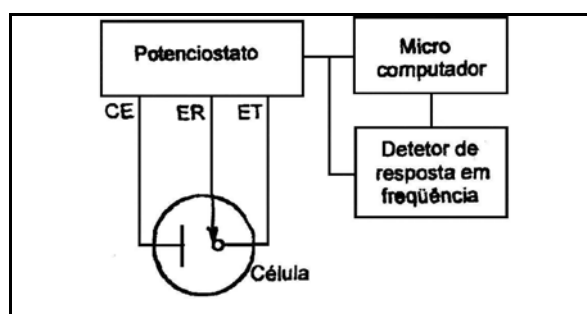 Potenciostato
Micro
computador
CE ER ET
Detetor de
resposta em
freqüência
Célula